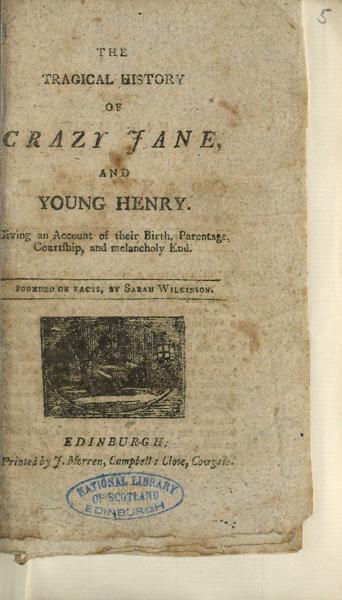 5
THE
TRAGICAL HISTORY
OF
CRAZY JANE,
AND
YOUNG HENRY.
Giving an Account of their Birth, Parentage,
Courtſhip, and melancholy End.
FOUNDED ON FACTS, BY SARAH WILKINSON.
EDINBURGH;
Printed by J. Morren, Campbell's Cloſe, Cowgate.
NATIONAL LIBRARY
OF SCOTLAND
EDINBURGH